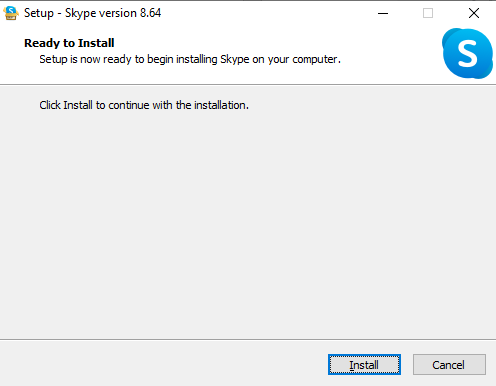 Setup - Skype version 8.64
Ready to Install
Setup is now ready to begin installing Skype on your computer.
S
Click Install to continue with the installation.
Install
Cancel